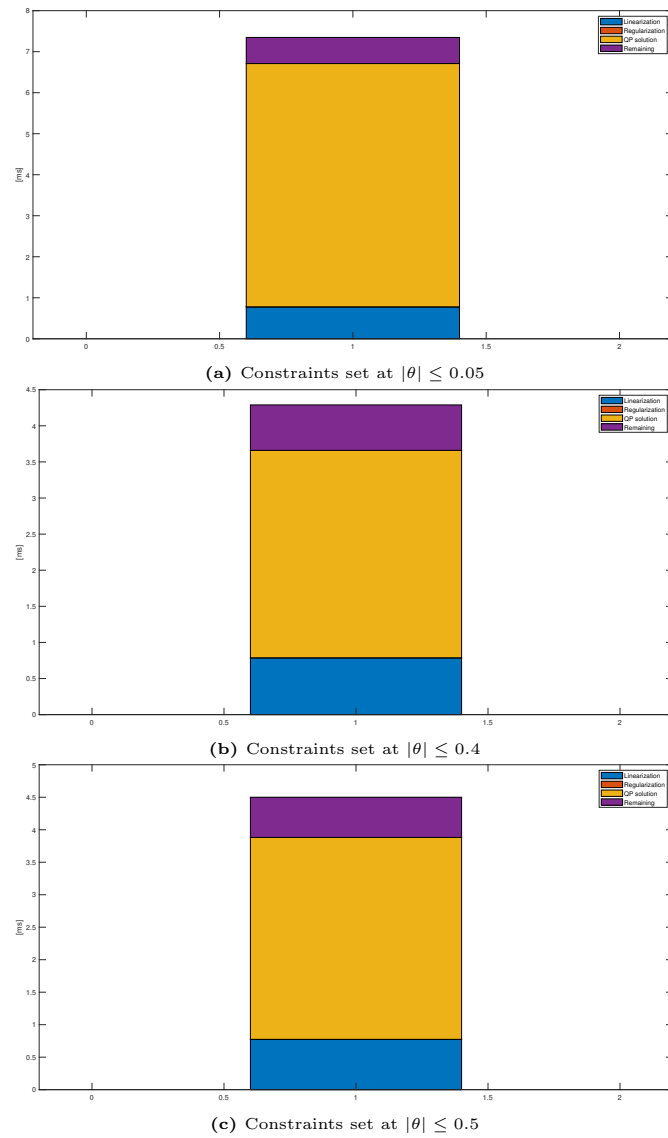 8
7
6
5
4
3
2
1
0
[ms]
0 0.5 1 1.5 2
Linearization
Regularization
QP solution
Remaining
(a) Constraints set at |θ| ≤ 0.05
4.5
4
3.5
3
2.5
2
1.5
1
0.5
0
[ms]
0 0.5 1 1.5 2
Linearization
Regularization
QP solution
Remaining
(b) Constraints set at |θ| ≤ 0.4
5
4.5
4
3.5
3
2.5
2
1.5
1
0.5
0
[ms]
0 0.5 1 1.5 2
Linearization
Regularization
QP solution
Remaining
(c) Constraints set at |θ| ≤ 0.5